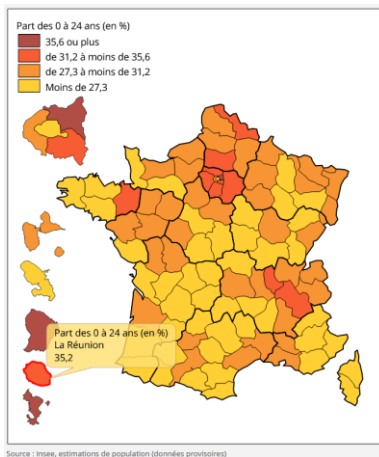 Part des 0 à 24 ans (en %)
35,6 ou plus
de 31,2 à moins de 35,6
de 27,3 à moins de 31,2
Moins de 27,3
Part des 0 à 24 ans (en %)
La Réunion
35,2
Source : Insee, estimations de population (données provisoires)